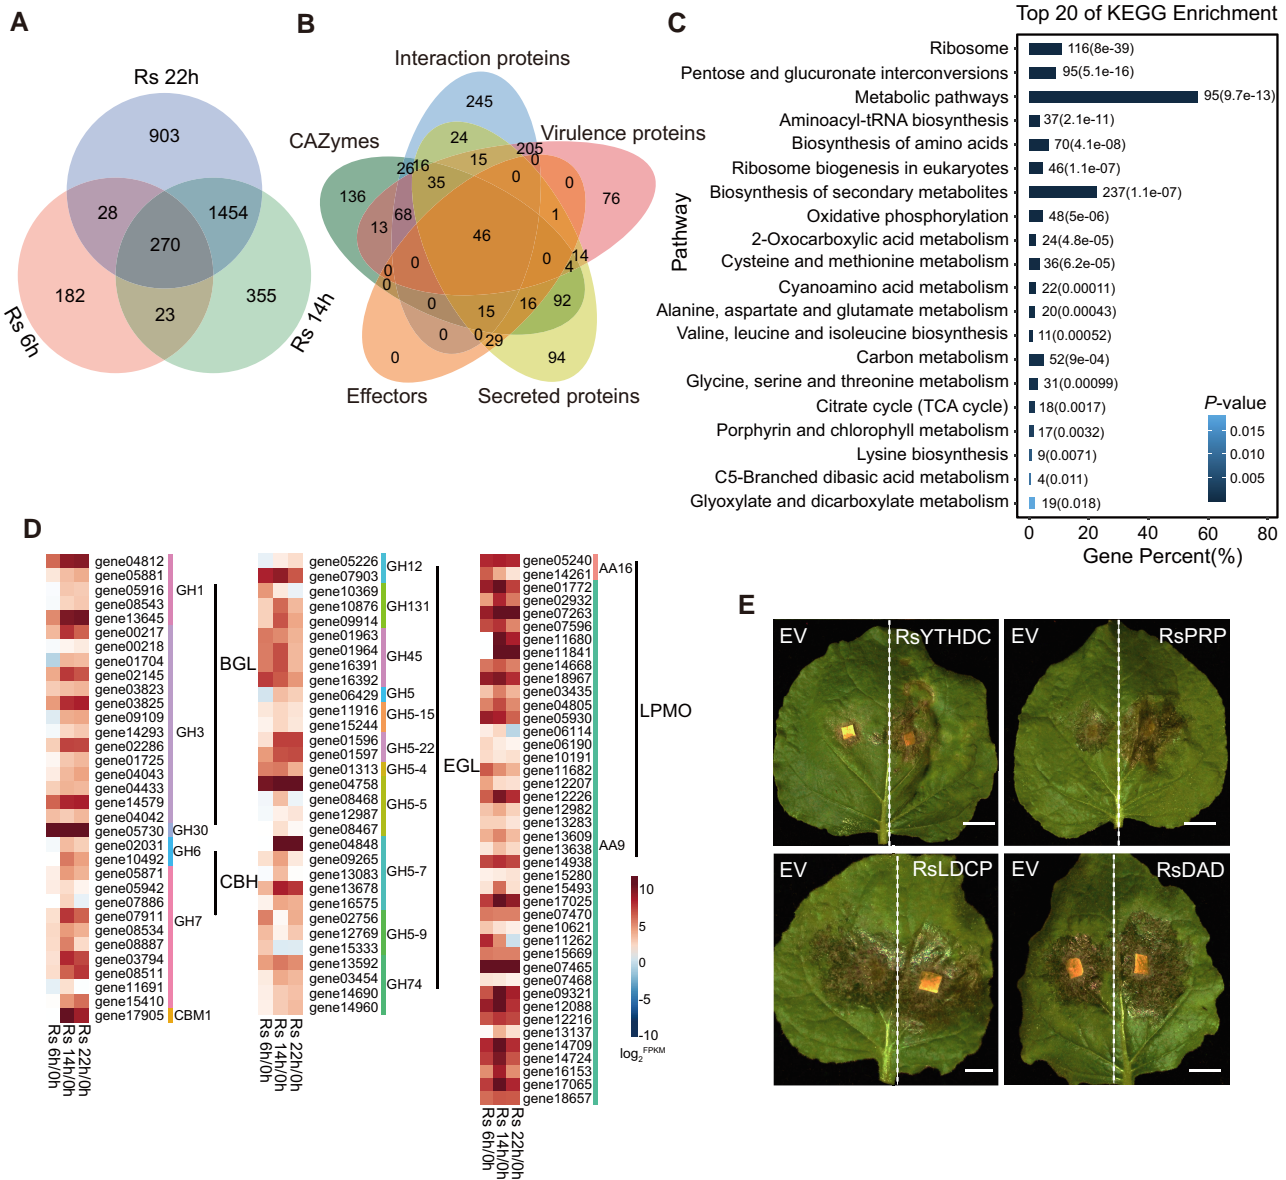 A
Rs 22h
903
28
1454
270
182
23
355
Rs 6h
Rs 14h
B
Interaction proteins
CAZymes
Virulence proteins
Effectors
Secreted proteins
245
24
205
26
16
15
0
136
35
0
0
76
68
1
13
46
0
0
0
0
4
14
0
15
16
92
0
0
29
0
94
C
Top 20 of KEGG Enrichment
Pathway
Ribosome 116(8e-39)
Pentose and glucuronate interconversions 95(5.1e-16)
Metabolic pathways 95(9.7e-13)
Aminoacyl-tRNA biosynthesis 37(2.1e-11)
Biosynthesis of amino acids 70(4.1e-08)
Ribosome biogenesis in eukaryotes 46(1.1e-07)
Biosynthesis of secondary metabolites 237(1.1e-07)
Oxidative phosphorylation 48(5e-06)
2-Oxocarboxylic acid metabolism 24(4.8e-05)
Cysteine and methionine metabolism 36(6.2e-05)
Cyanoamino acid metabolism 22(0.00011)
Alanine, aspartate and glutamate metabolism 20(0.00043)
Valine, leucine and isoleucine biosynthesis 11(0.00052)
Carbon metabolism 52(9e-04)
Glycine, serine and threonine metabolism 31(0.00099)
Citrate cycle (TCA cycle) 18(0.0017)
Porphyrin and chlorophyll metabolism 17(0.0032)
Lysine biosynthesis 9(0.0071)
C5-Branched dibasic acid metabolism 4(0.011)
Glyoxylate and dicarboxylate metabolism 19(0.018)
P-value
0.015
0.010
0.005
0 20 40 60 80
Gene Percent(%)
D
gene04812
gene05881
gene05916
gene08543
gene13645
gene00217
gene00218
gene01704
gene02145
gene03823
gene03825
gene09109
gene14293
gene02286
gene01725
gene04043
gene04433
gene14579
gene04042
gene05730
gene02031
gene10492
gene05871
gene05942
gene07886
gene07911
gene08534
gene08887
gene03794
gene08511
gene11691
gene15410
gene17905
GH1
GH3
GH30
GH6
GH7
CBM1
BGL
CBH
Rs 6h/0h
Rs 14h/0h
Rs 22h/0h
gene05226
gene07903
gene10369
gene10876
gene09914
gene01963
gene01964
gene16391
gene16392
gene06429
gene11916
gene15244
gene01596
gene01597
gene01313
gene04758
gene08468
gene12987
gene08467
gene04848
gene09265
gene13083
gene13678
gene16575
gene02756
gene12769
gene15333
gene13592
gene03454
gene14690
gene14960
GH12
GH131
GH45
GH5
GH5-15
GH5-22
GH5-4
GH5-5
GH5-7
GH5-9
GH74
EGL
Rs 6h/0h
Rs 14h/0h
Rs 22h/0h
gene05240
gene14261
gene01772
gene02932
gene07263
gene07596
gene11680
gene11841
gene14668
gene18967
gene03435
gene04805
gene05930
gene06114
gene06190
gene10191
gene11682
gene12207
gene12226
gene12982
gene13283
gene13609
gene13638
gene14938
gene15280
gene15493
gene17025
gene07470
gene10621
gene11262
gene15669
gene07465
gene07468
gene09321
gene12088
gene12216
gene13137
gene14709
gene14724
gene16153
gene17065
gene18657
AA16
AA9
LPMO
Rs 6h/0h
Rs 14h/0h
Rs 22h/0h
10
5
0
-5
-10
log2FPKM
E
EV RsYTHDC
EV RsPRP
EV RsLDCP
EV RsDAD